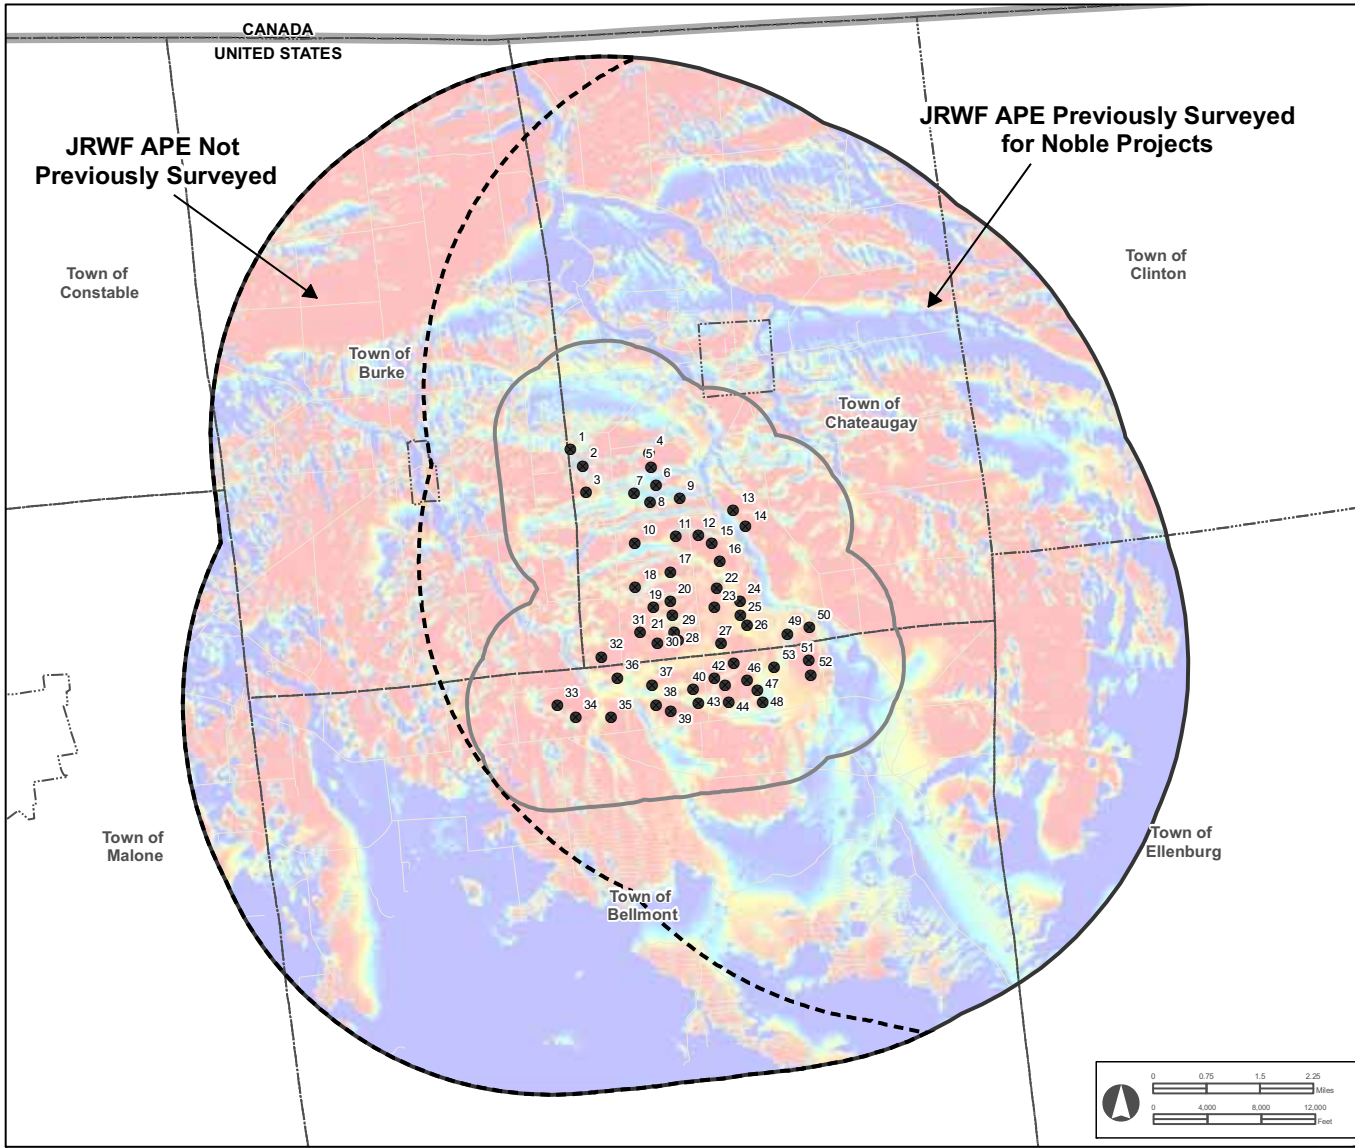 CANADA
UNITED STATES
JRWF APE Not
Previously Surveyed
JRWF APE Previously Surveyed
for Noble Projects
Town of
Constable
Town of
Clinton
Town of
Burke
Town of
Chateaugay
1
2
3
4
5
6
7
8
9
10
11
12
13
14
15
16
17
18
19
20
21
22
23
24
25
26
27
28
29
30
31
32
33
34
35
36
37
38
39
40
42
43
44
46
47
48
49
50
51
52
53
Town of
Malone
Town of
Ellenburg
Town of
Bellmont
0 0.75 1.5 2.25
Miles
0 4,000 8,000 12,000
Feet